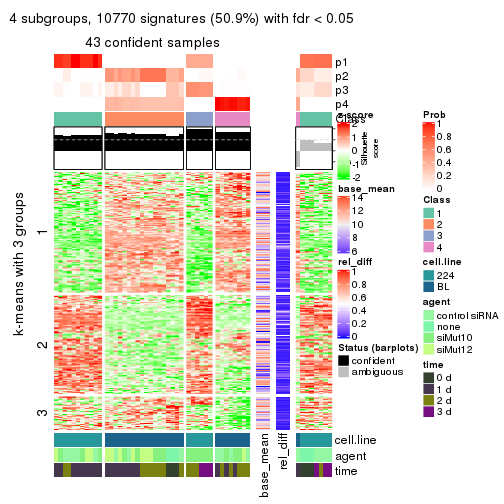 4 subgroups, 10770 signatures (50.9%) with fdr < 0.05
43 confident samples
p1
p2
p3
p4
Class
Silhouette
score
k-means with 3 groups
1
2
3
cell.line
agent
time
base_mean
rel_diff
z-score
2
1
0
-1
-2
base_mean
14
12
10
8
6
rel_diff
1
0.8
0.6
0.4
0.2
0
Status (barplots)
confident
ambiguous
Prob
1
0.8
0.6
0.4
0.2
0
Class
1
2
3
4
cell.line
224
BL
agent
control siRNA
none
siMut10
siMut12
time
0 d
1 d
2 d
3 d